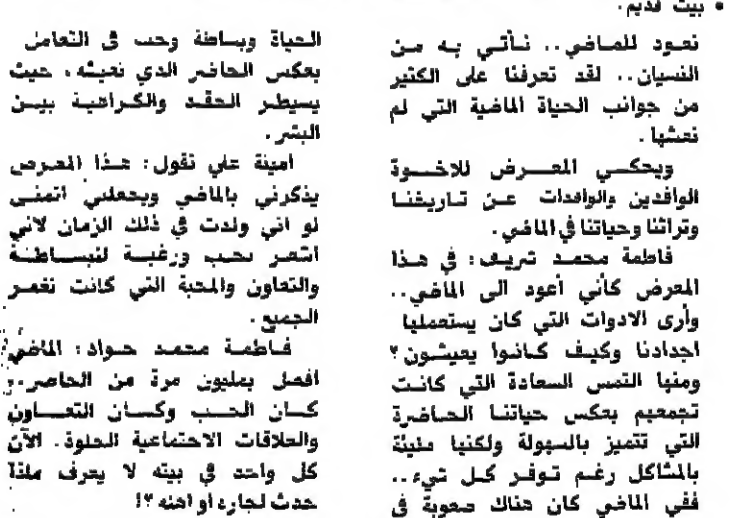 • بيت قديم.
نعود للماضي.. نأتي به من
النسيان.. لقد تعرفنا على الكثير
من جوانب الحياة الماضية التي لم
نعشها.
ويحكي المعرض للاخوة
الوافدين والوافدات عن تاريخنا
وتراثنا وحياتنا في الماضي.
فاطمة محمد شريف: في هذا
المعرض كأني أعود الى الماضي..
وأرى الادوات التي كان يستعملها
اجدادنا وكيف كانوا يعيشون؟
ومنها التمس السعادة التي كانت
تجمعهم بعكس حياتنا الحاضرة
التي تتميز بالسهولة ولكنها مليئة
بالمشاكل رغم توفر كل شيء..
ففي الماضي كان هناك صعوبة في
الحياة وبساطة وحب في التعامل
بعكس الحاضر الذي نعيشه، حيث
يسيطر الحقد والكراهية بين
البشر.
امينة علي تقول: هذا المعرض
يذكرني بالماضي ويجعلني اتمنى
لو اني ولدت في ذلك الزمان لاني
اشعر بحب ورغبة للبساطة
والتعاون والمحبة التي كانت تغمر
الجميع.
فاطمة محمد جواد: الماضي
افضل بمليون مرة من الحاضر..
كان الحب وكان التعاون
والعلاقات الاجتماعية الحلوة. الآن
كل واحد في بيته لا يعرف ماذا
حدث لجاره او اهله؟!